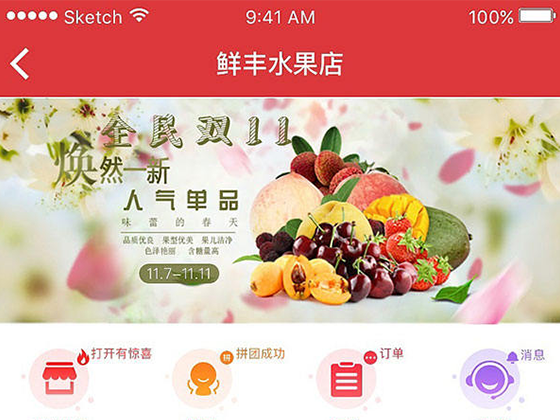 Sketch 9:41 AM 100%
鲜丰水果店
全民双11
焕然一新
人气单品
味蕾的春天
品质优良 果型优美 果儿洁净
色泽艳丽 含糖量高
11.7-11.11
打开有惊喜 拼 拼团成功 订单 消息